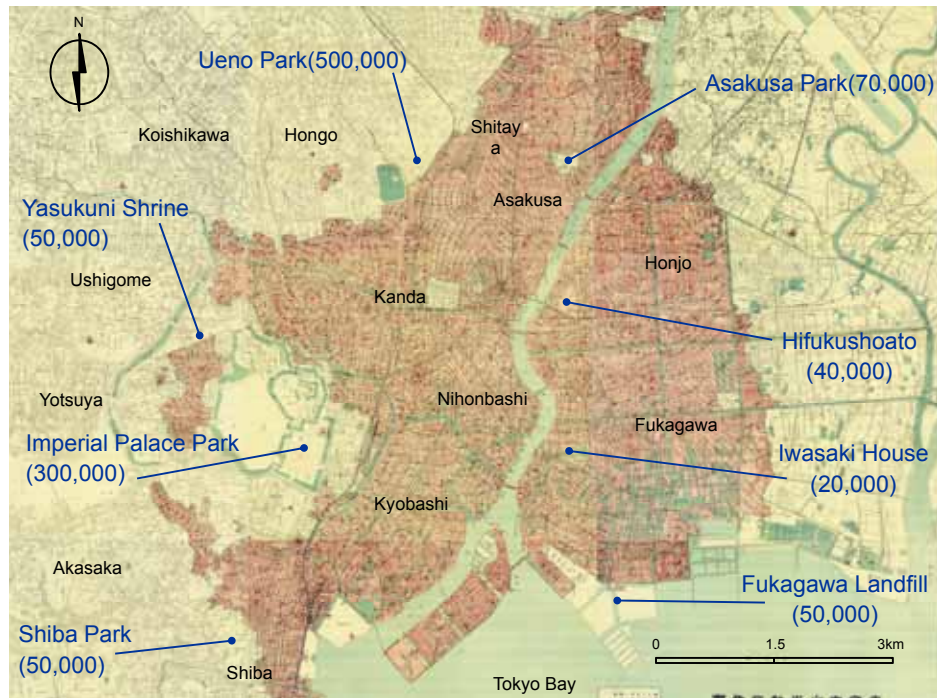 N
Ueno Park(500,000)
Asakusa Park(70,000)
Koishikawa
Hongo
Shitay
a
Asakusa
Yasukuni Shrine
(50,000)
Ushigome
Honjo
Kanda
Hifukushoato
(40,000)
Yotsuya
Nihonbashi
Fukagawa
Imperial Palace Park
(300,000)
Iwasaki House
(20,000)
Kyobashi
Akasaka
Fukagawa Landfill
(50,000)
Shiba Park
(50,000)
0 1.5 3km
Shiba
Tokyo Bay